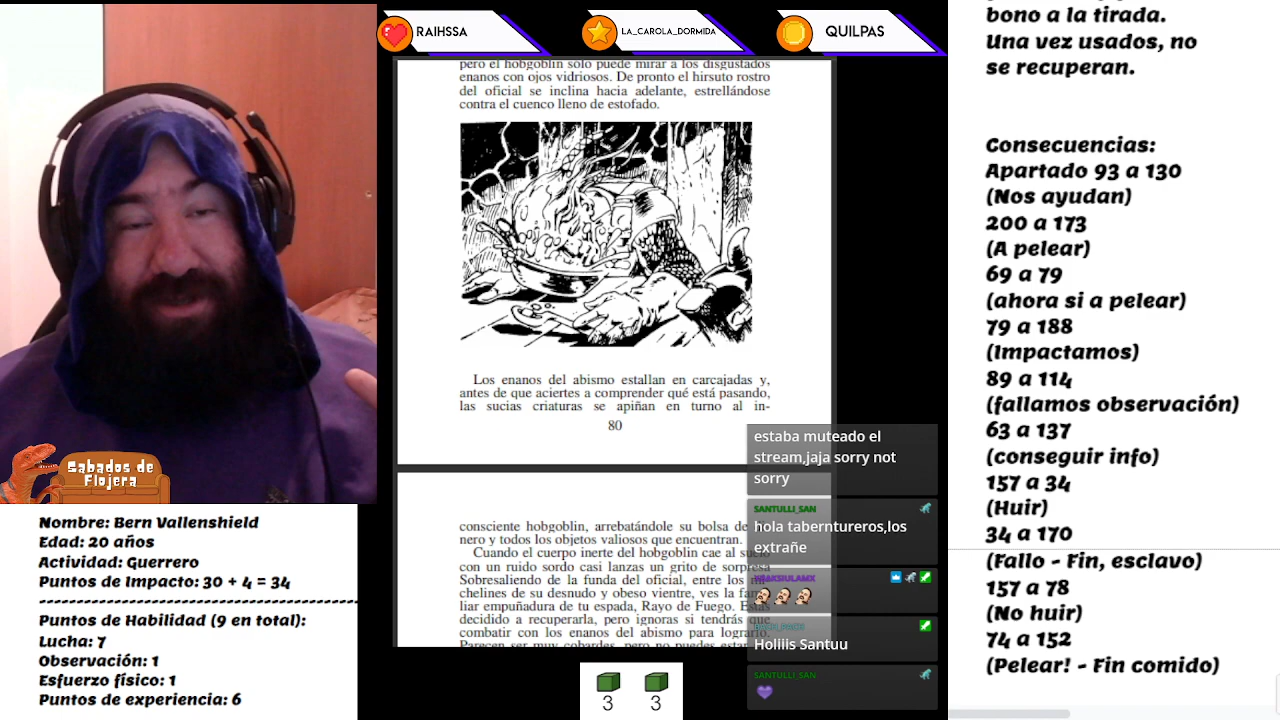 RAIHSSA
LA_CAROLA_DORMIDA
QUILPAS
pero el hobgoblin sólo puede mirar a los disgustados
enanos con ojos vidriosos. De pronto el hirsuto rostro
del oficial se inclina hacia adelante, estrellándose
contra el cuenco lleno de estofado.
Los enanos del abismo estallan en carcajadas y,
antes de que aciertes a comprender qué está pasando,
las sucias criaturas se apiñan en turno al in-
80
consciente hobgoblin, arrebatándole su bolsa de
nero y todos los objetos valiosos que encuentran.
Cuando el cuerpo inerte del hobgoblin cae al suelo
con un ruido sordo casi lanzas un grito de sorpresa
Sobresaliendo de la funda del oficial, entre los
chelines de su desnudo y obeso vientre, ves la fami
liar empuñadura de tu espada, Rayo de Fuego. Estás
decidido a recuperarla, pero ignoras si tendrás que
combatir con los enanos del abismo para lograrlo.
Parecen ser muy cobardes, pero no puedes estar
estaba muteado el
stream,jaja sorry not
sorry
SANTULLI_SAN
hola taberntureros,los
extrañe
Holiiis Santuu
SANTULLI_SAN
3 3
Sabados de
Flojera
Nombre: Bern Vallenshield
Edad: 20 años
Actividad: Guerrero
Puntos de Impacto: 30 + 4 = 34
Puntos de Habilidad (9 en total):
Lucha: 7
Observación: 1
Esfuerzo físico: 1
Puntos de experiencia: 6
bono a la tirada.
Una vez usados, no
se recuperan.
Consecuencias:
Apartado 93 a 130
(Nos ayudan)
200 a 173
(A pelear)
69 a 79
(ahora si a pelear)
79 a 188
(Impactamos)
89 a 114
(fallamos observación)
63 a 137
(conseguir info)
157 a 34
(Huir)
34 a 170
(Fallo - Fin, esclavo)
157 a 78
(No huir)
74 a 152
(Pelear! - Fin comido)